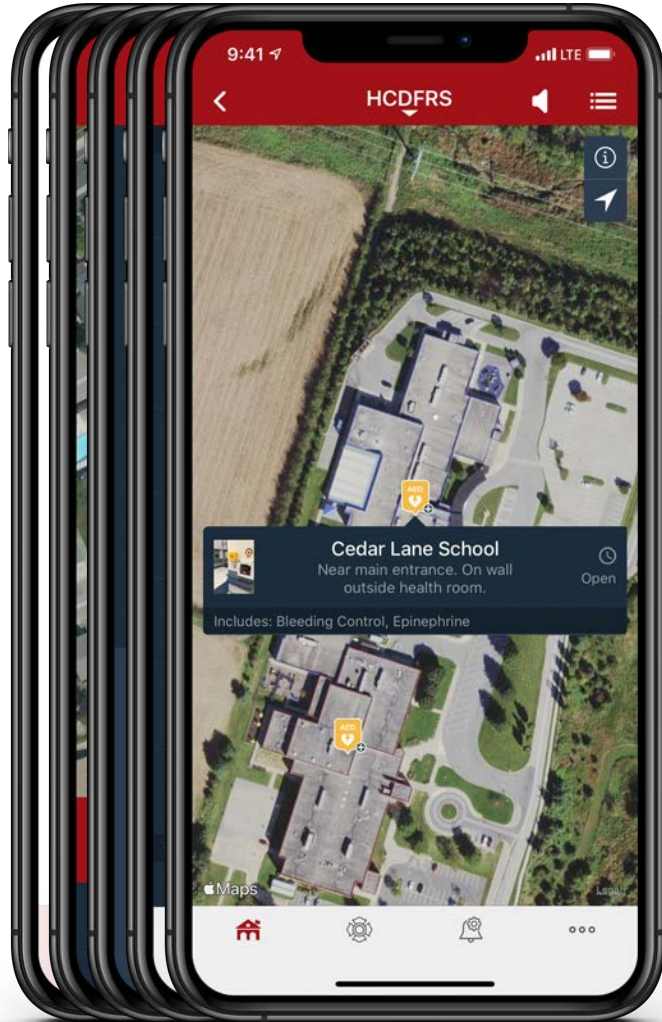 9:41
LTE
HCDFRS
AED
Cedar Lane School
Near main entrance. On wall
outside health room.
Open
Includes: Bleeding Control, Epinephrine
AED
Maps
Legal